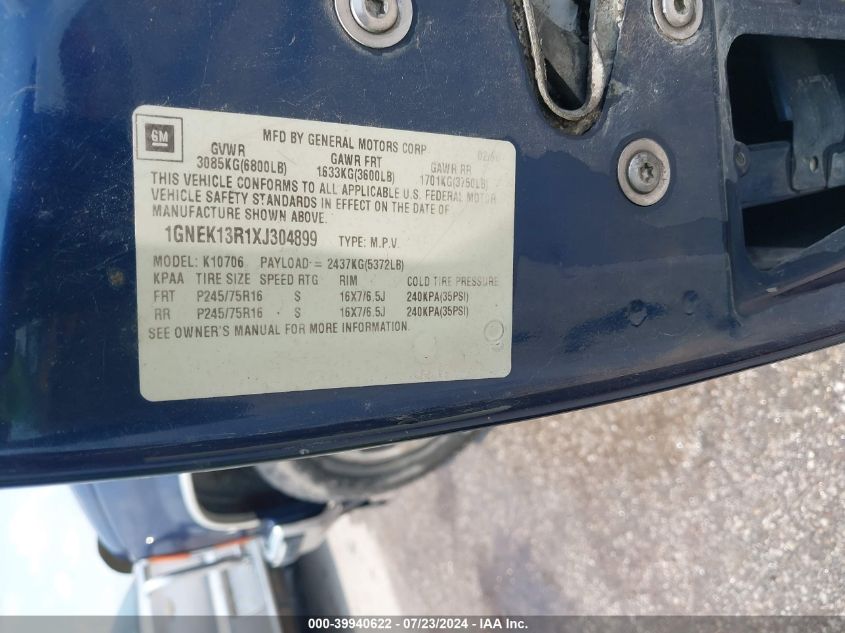 GM
MFD BY GENERAL MOTORS CORP
GVWR GAWR FRT GAWR RR
3085KG(6800LB) 1633KG(3600LB) 1701KG(3750LB)
THIS VEHICLE CONFORMS TO ALL APPLICABLE U.S. FEDERAL MOTOR
VEHICLE SAFETY STANDARDS IN EFFECT ON THE DATE OF
MANUFACTURE SHOWN ABOVE.
1GNEK13R1XJ304899 TYPE: M.P.V.
MODEL: K10706 PAYLOAD = 2437KG(5372LB)
KPAA TIRE SIZE SPEED RTG RIM COLD TIRE PRESSURE
FRT P245/75R16 S 16X7/6.5J 240KPA(35PSI)
RR P245/75R16 S 16X7/6.5J 240KPA(35PSI)
SEE OWNER'S MANUAL FOR MORE INFORMATION.
000-39940622 - 07/23/2024 - IAA Inc.